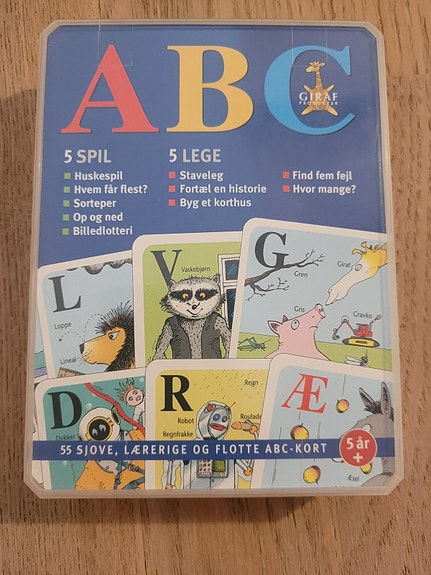 ABC
GIRAF
PRODUKTER
5 SPIL
Huskespil
Hvem får flest?
Sorteper
Op og ned
Billedlotteri
5 LEGE
Staveleg
Fortæl en historie
Byg et korthus
Find fem fejl
Hvor mange?
L
Loppe
Lineal
V
Vaskebjørn
G
Gren
Giraf
Gris
Gravko
D
Dykker
R
Regn
Robot
Roulade
Regnfrakke
Æ
Æsel
55 SJOVE, LÆRERIGE OG FLOTTE ABC-KORT
5 år
+